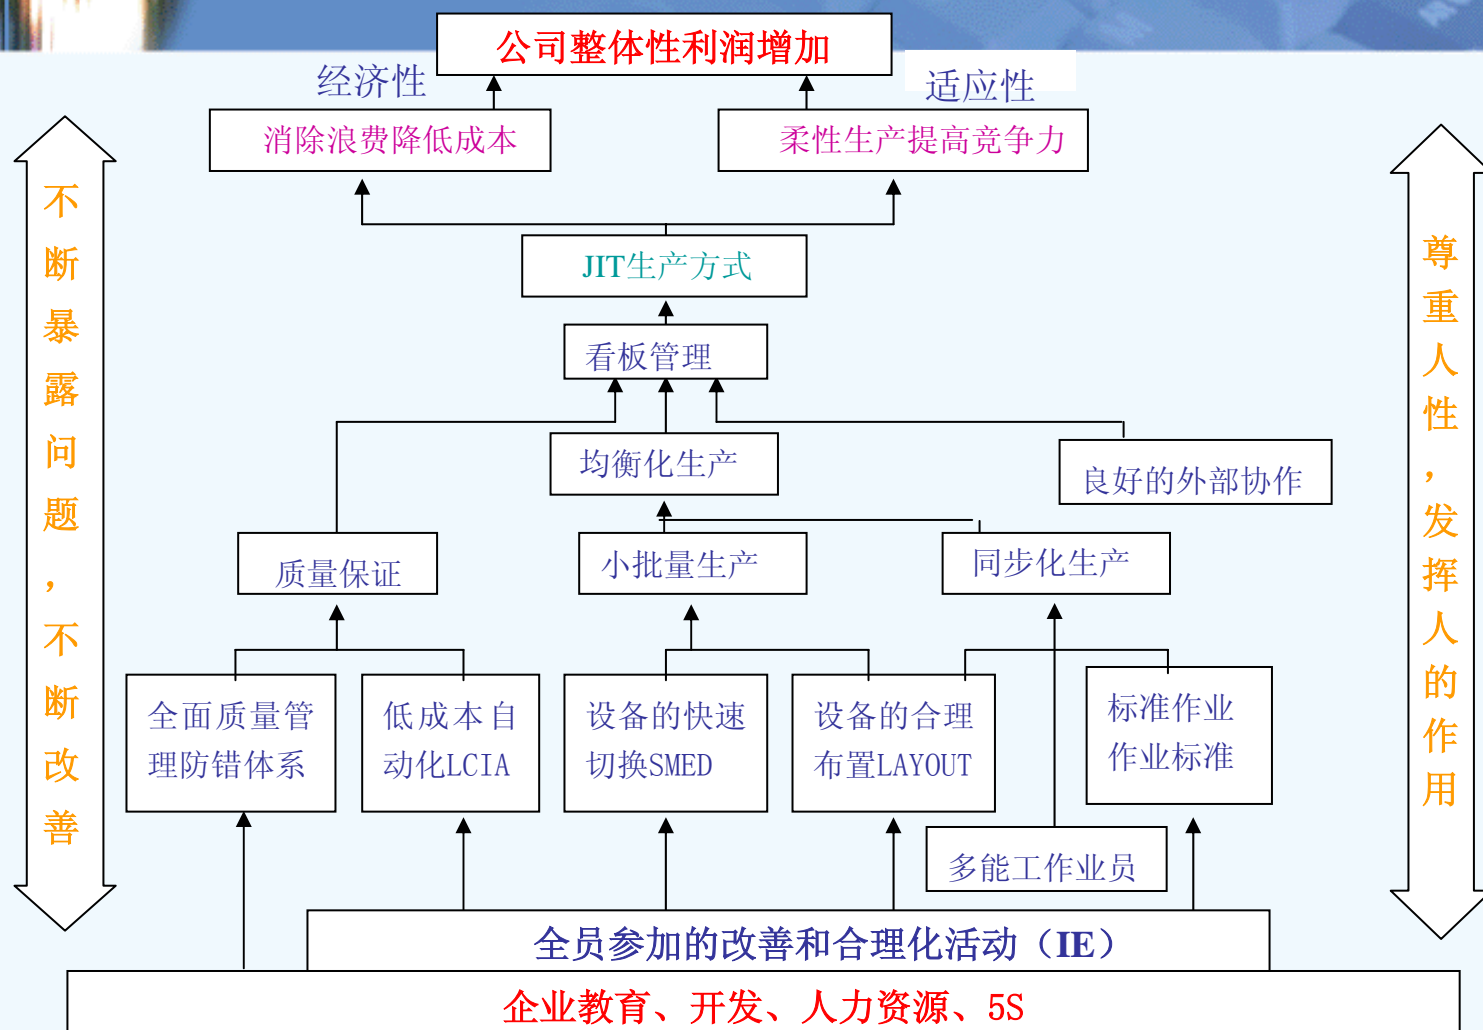 公司整体性利润增加
经济性
适应性
消除浪费降低成本
柔性生产提高竞争力
JIT生产方式
看板管理
均衡化生产
良好的外部协作
质量保证
小批量生产
同步化生产
全面质量管
理防错体系
低成本自
动化LCIA
设备的快速
切换SMED
设备的合理
布置LAYOUT
标准作业
作业标准
多能工作业员
全员参加的改善和合理化活动（IE）
企业教育、开发、人力资源、5S
不断暴露问题，不断改善
尊重人性，发挥人的作用